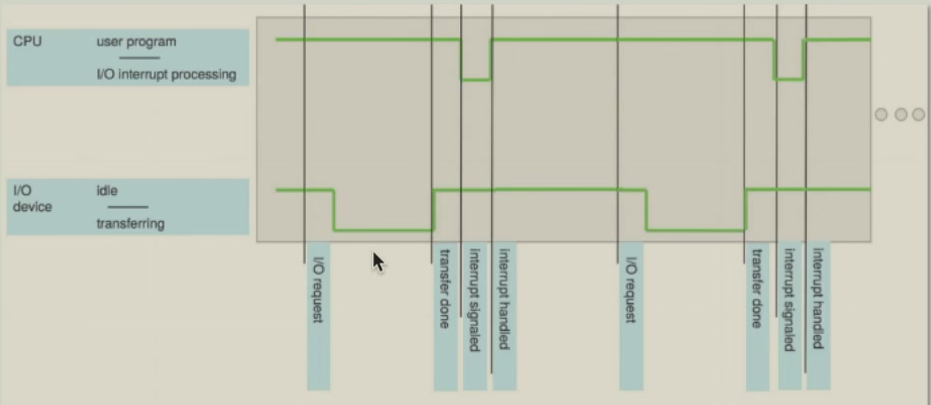 CPU
user program
I/O interrupt processing
I/O
device
idle
transferring
I/O request
transfer done
interrupt signaled
interrupt handled
I/O request
transfer done
interrupt signaled
interrupt handled